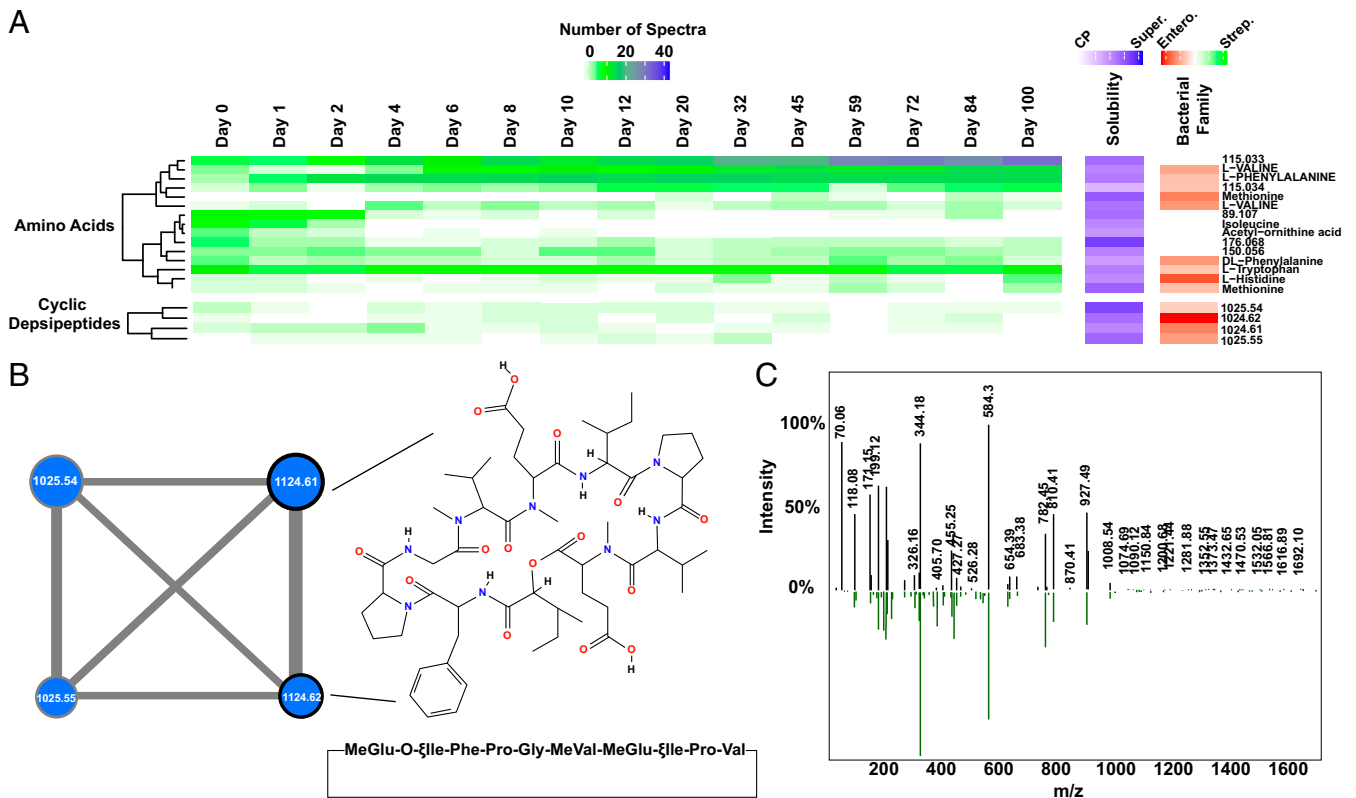 A
Number of Spectra
0 20 40
CP Super. Entero. Strep.
Day 0 Day 1 Day 2 Day 4 Day 6 Day 8 Day 10 Day 12 Day 20 Day 32 Day 45 Day 59 Day 72 Day 84 Day 100 Solubility Bacterial Family
Amino Acids
115.033
L−VALINE
L−PHENYLALANINE
115.034
Methionine
L−VALINE
89.107
Isoleucine
Acetyl−ornithine acid
176.068
150.056
DL−Phenylalanine
L−Tryptophan
L−Histidine
Methionine
Cyclic
Depsipeptides
1025.54
1024.62
1024.61
1025.55
B
1025.54
1124.61
1025.55
1124.62
H
O
O
O
O
H
N
N
O
N
N
O
O
H
N
O
H
N
O
O
N
O
O
N
O
H
N
O
H
O
O
O
H
MeGlu-O-ξIle-Phe-Pro-Gly-MeVal-MeGlu-ξIle-Pro-Val
C
Intensity
100%
50%
0%
70.06
118.08
171.15
199.12
326.16
344.18
405.70
455.25
427.27
526.28
584.3
654.39
683.38
782.45
810.41
870.41
927.49
1008.54
1074.69
1090.12
1150.84
1200.68
1221.44
1281.88
1352.55
1373.47
1432.65
1470.53
1532.05
1566.81
1616.89
1692.10
200 400 600 800 1000 1200 1400 1600
m/z